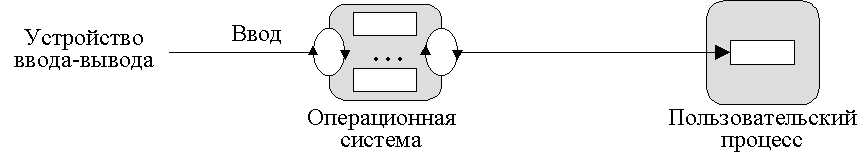 Устройство
ввода-вывода
Ввод
...
Операционная
система
Пользовательский
процесс